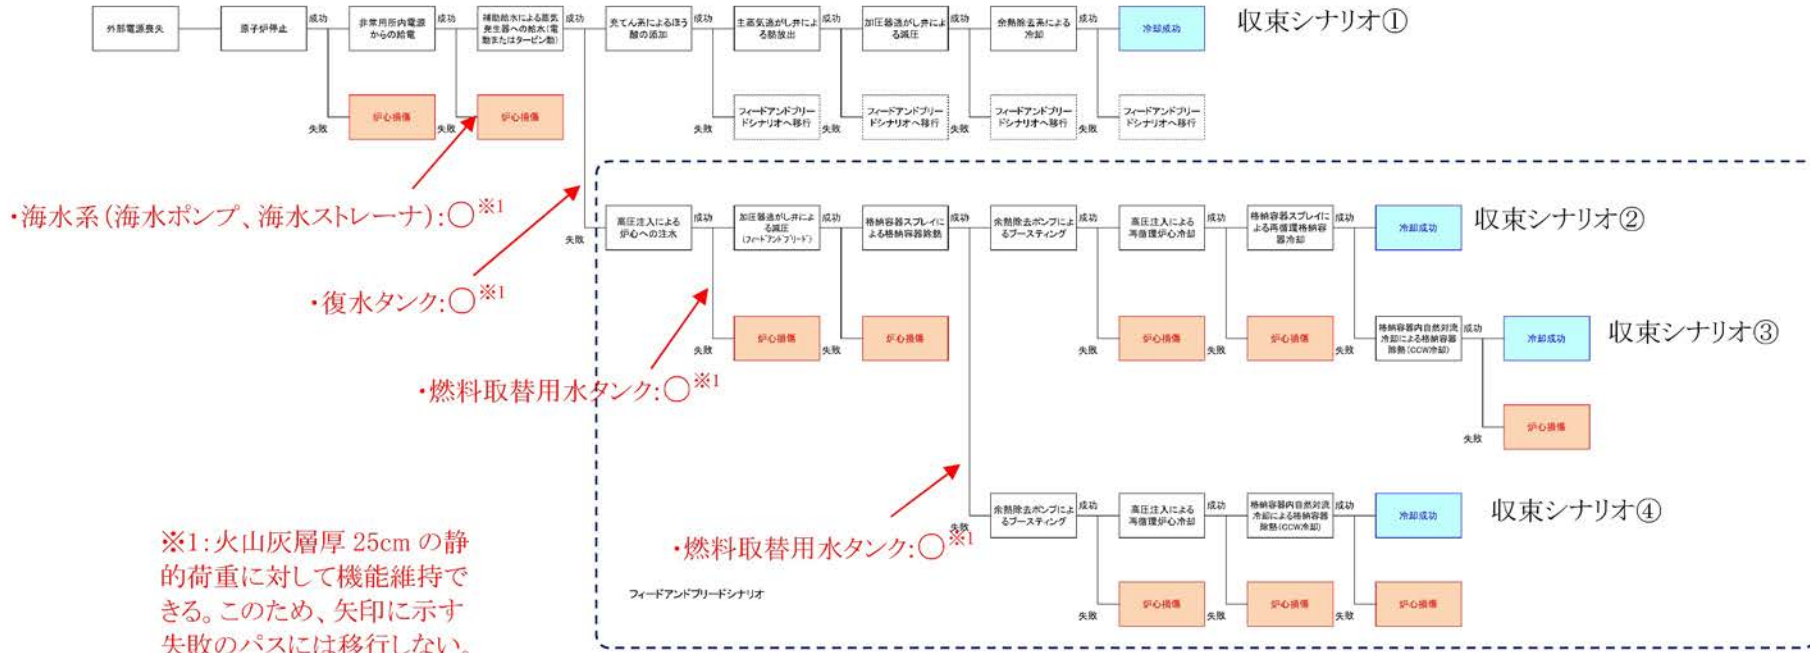 外部電源喪失
原子炉停止
成功
非常用所内電源
からの給電
成功
補助給水による蒸気
発生器への給水(電
動またはタービン動)
成功
充てん系によるほう
酸の添加
成功
主蒸気逃がし弁によ
る熱放出
成功
加圧器逃がし弁によ
る減圧
成功
余熱除去系による
冷却
成功
冷却成功
収束シナリオ①
失敗
炉心損傷
失敗
炉心損傷
失敗
フィードアンドブリー
ドシナリオへ移行
失敗
フィードアンドブリー
ドシナリオへ移行
失敗
フィードアンドブリー
ドシナリオへ移行
失敗
フィードアンドブリー
ドシナリオへ移行
・海水系(海水ポンプ、海水ストレーナ):○※1
失敗
高圧注入による
炉心への注水
成功
加圧器逃がし弁によ
る減圧
(フィードアンドブリード)
成功
格納容器スプレイに
よる格納容器除熱
成功
余熱除去ポンプによ
るブースティング
成功
高圧注入による
再循環炉心冷却
成功
格納容器スプレイに
よる再循環格納容
器冷却
成功
冷却成功
収束シナリオ②
・復水タンク:○※1
失敗
炉心損傷
失敗
炉心損傷
失敗
炉心損傷
失敗
炉心損傷
失敗
格納容器内自然対流
冷却による格納容器
除熱(CCW冷却)
成功
冷却成功
収束シナリオ③
・燃料取替用水タンク:○※1
失敗
炉心損傷
失敗
余熱除去ポンプによ
るブースティング
成功
高圧注入による
再循環炉心冷却
成功
格納容器内自然対流
冷却による格納容器
除熱(CCW冷却)
成功
冷却成功
収束シナリオ④
・燃料取替用水タンク:○※1
失敗
炉心損傷
失敗
炉心損傷
失敗
炉心損傷
フィードアンドブリードシナリオ
※1:火山灰層厚 25cm の静
的荷重に対して機能維持で
きる。このため、矢印に示す
失敗のパスには移行しない。